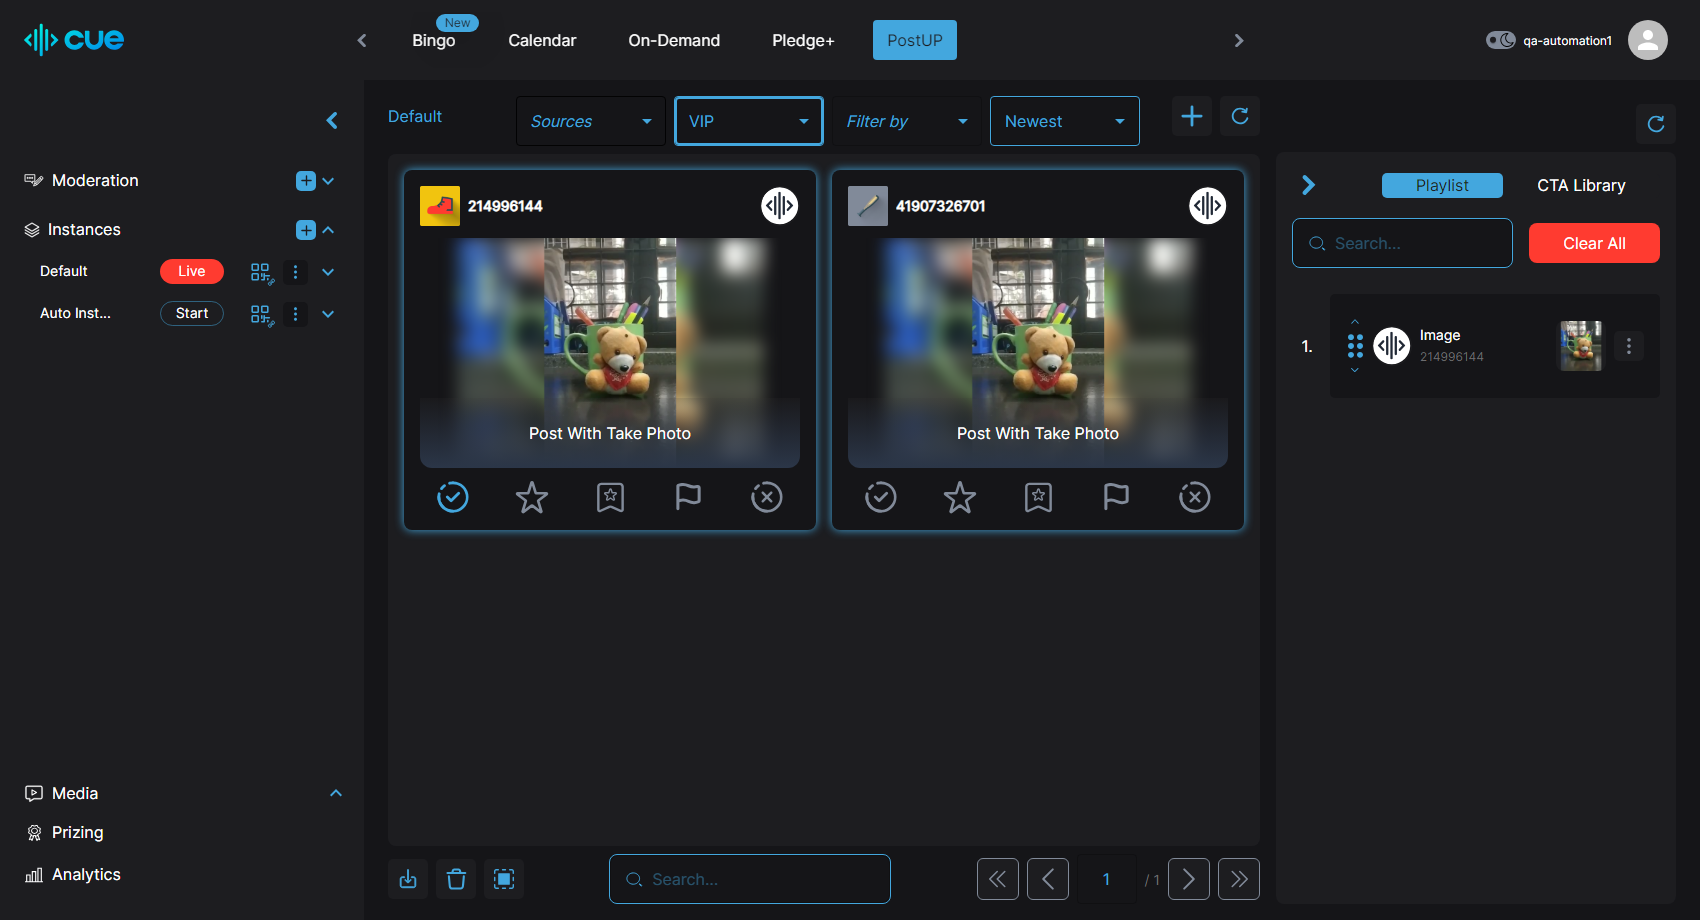 cue
New
Bingo
Calendar
On-Demand
Pledge+
PostUP
qa-automation1
Default
Sources
VIP
Filter by
Newest
Moderation
Instances
Default
Live
Auto Inst...
Start
Media
Prizing
Analytics
214996144
Post With Take Photo
41907326701
Post With Take Photo
Search...
1
/ 1
Playlist
CTA Library
Search...
Clear All
1.
Image
214996144